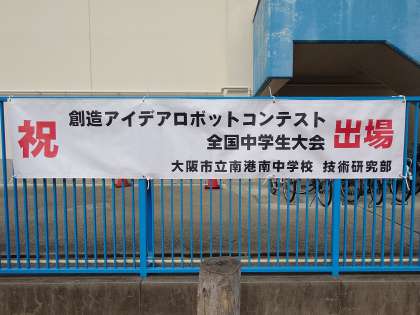 祝
創造アイデアロボットコンテスト
全国中学生大会
出場
大阪市立南港南中学校 技術研究部